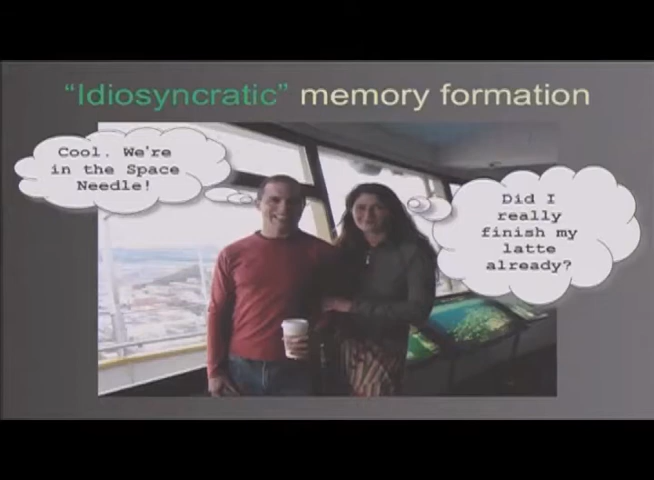 “Idiosyncratic” memory formation
Cool. We're
in the Space
Needle!
Did I
really
finish my
latte
already?